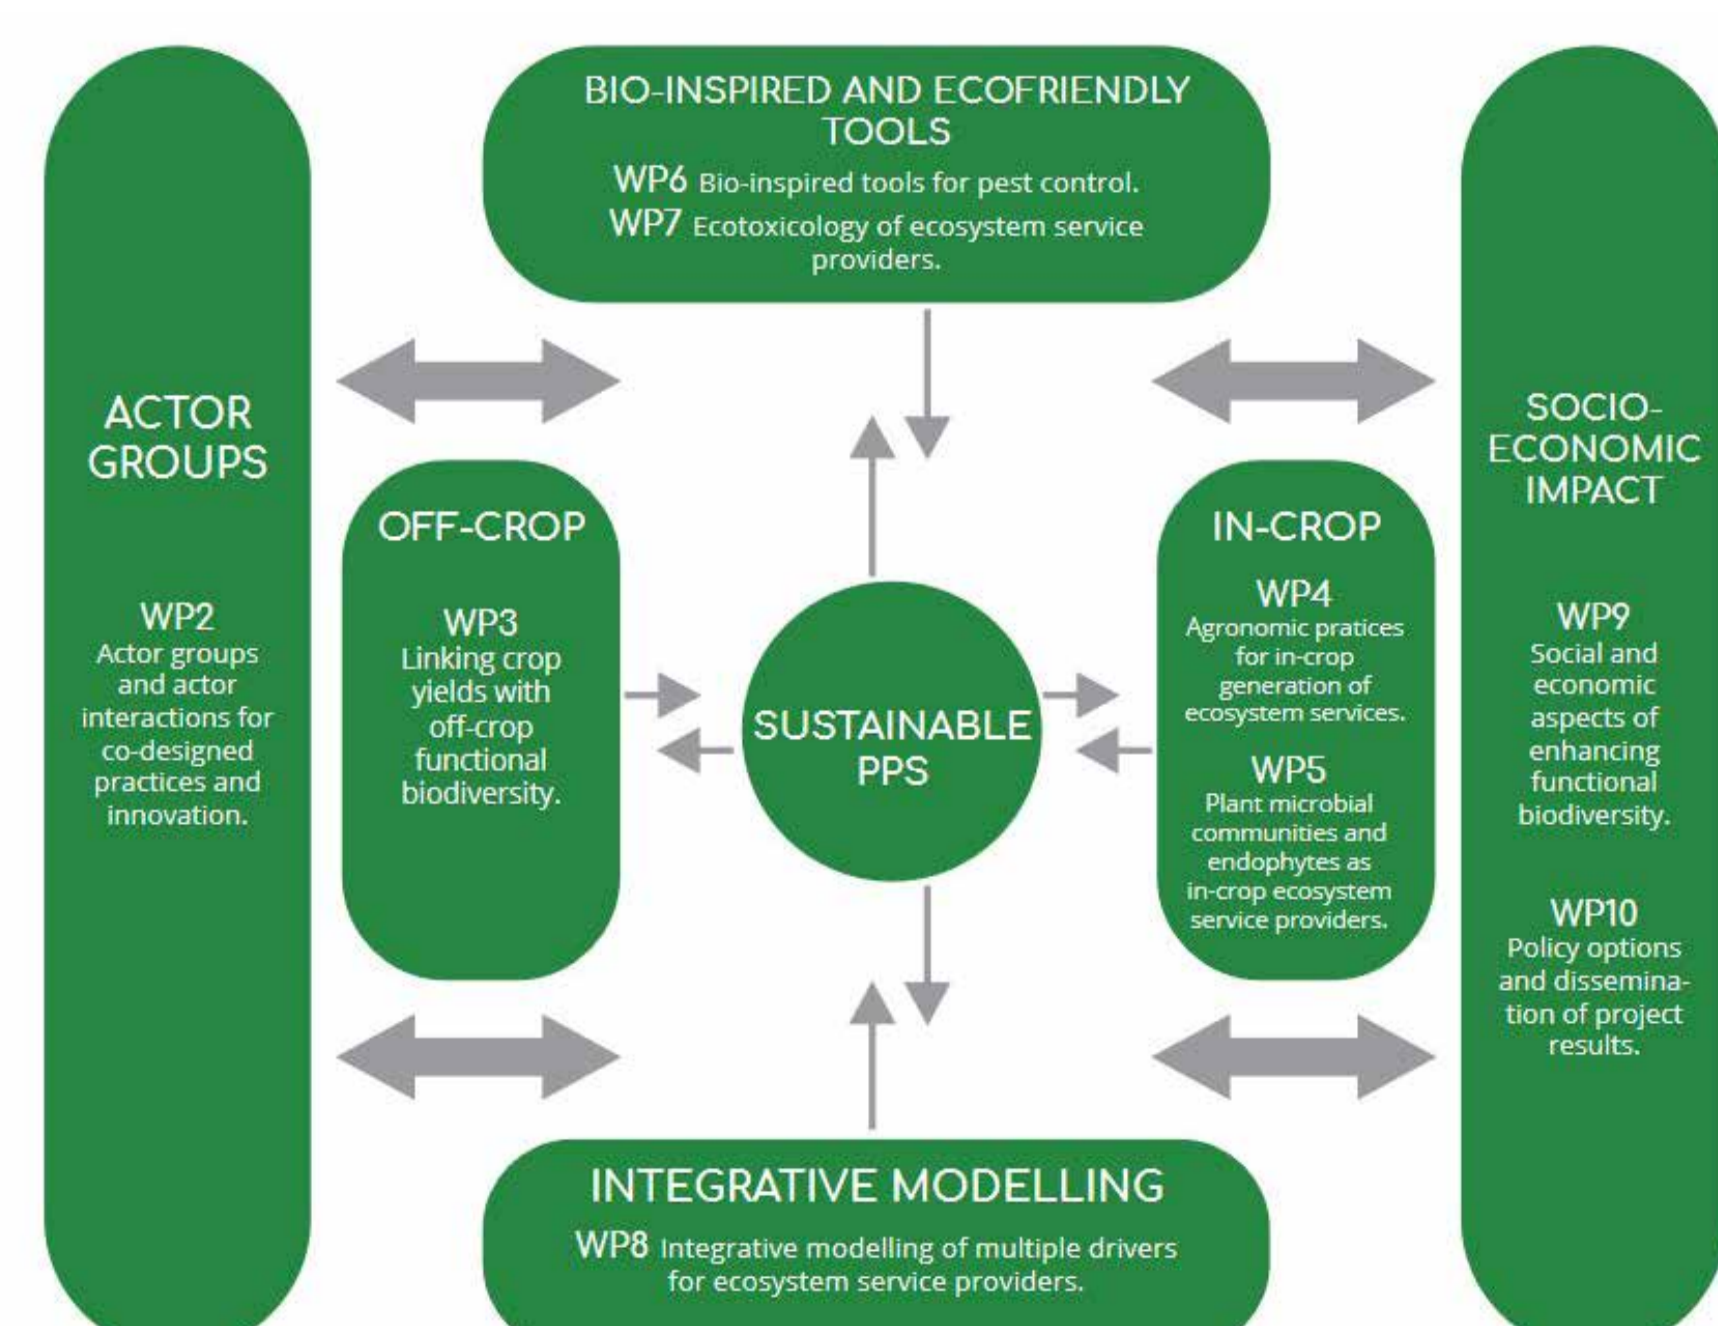 BIO-INSPIRED AND ECOFRIENDLY
TOOLS
WP6 Bio-inspired tools for pest control.
WP7 Ecotoxicology of ecosystem service
providers.
ACTOR
GROUPS
WP2
Actor groups
and actor
interactions for
co-designed
practices and
innovation.
OFF-CROP
WP3
Linking crop
yields with
off-crop
functional
biodiversity.
SUSTAINABLE
PPS
IN-CROP
WP4
Agronomic pratices
for in-crop
generation of
ecosystem services.
WP5
Plant microbial
communities and
endophytes as
in-crop ecosystem
service providers.
SOCIO-
ECONOMIC
IMPACT
WP9
Social and
economic
aspects of
enhancing
functional
biodiversity.
WP10
Policy options
and dissemina-
tion of project
results.
INTEGRATIVE MODELLING
WP8 Integrative modelling of multiple drivers
for ecosystem service providers.